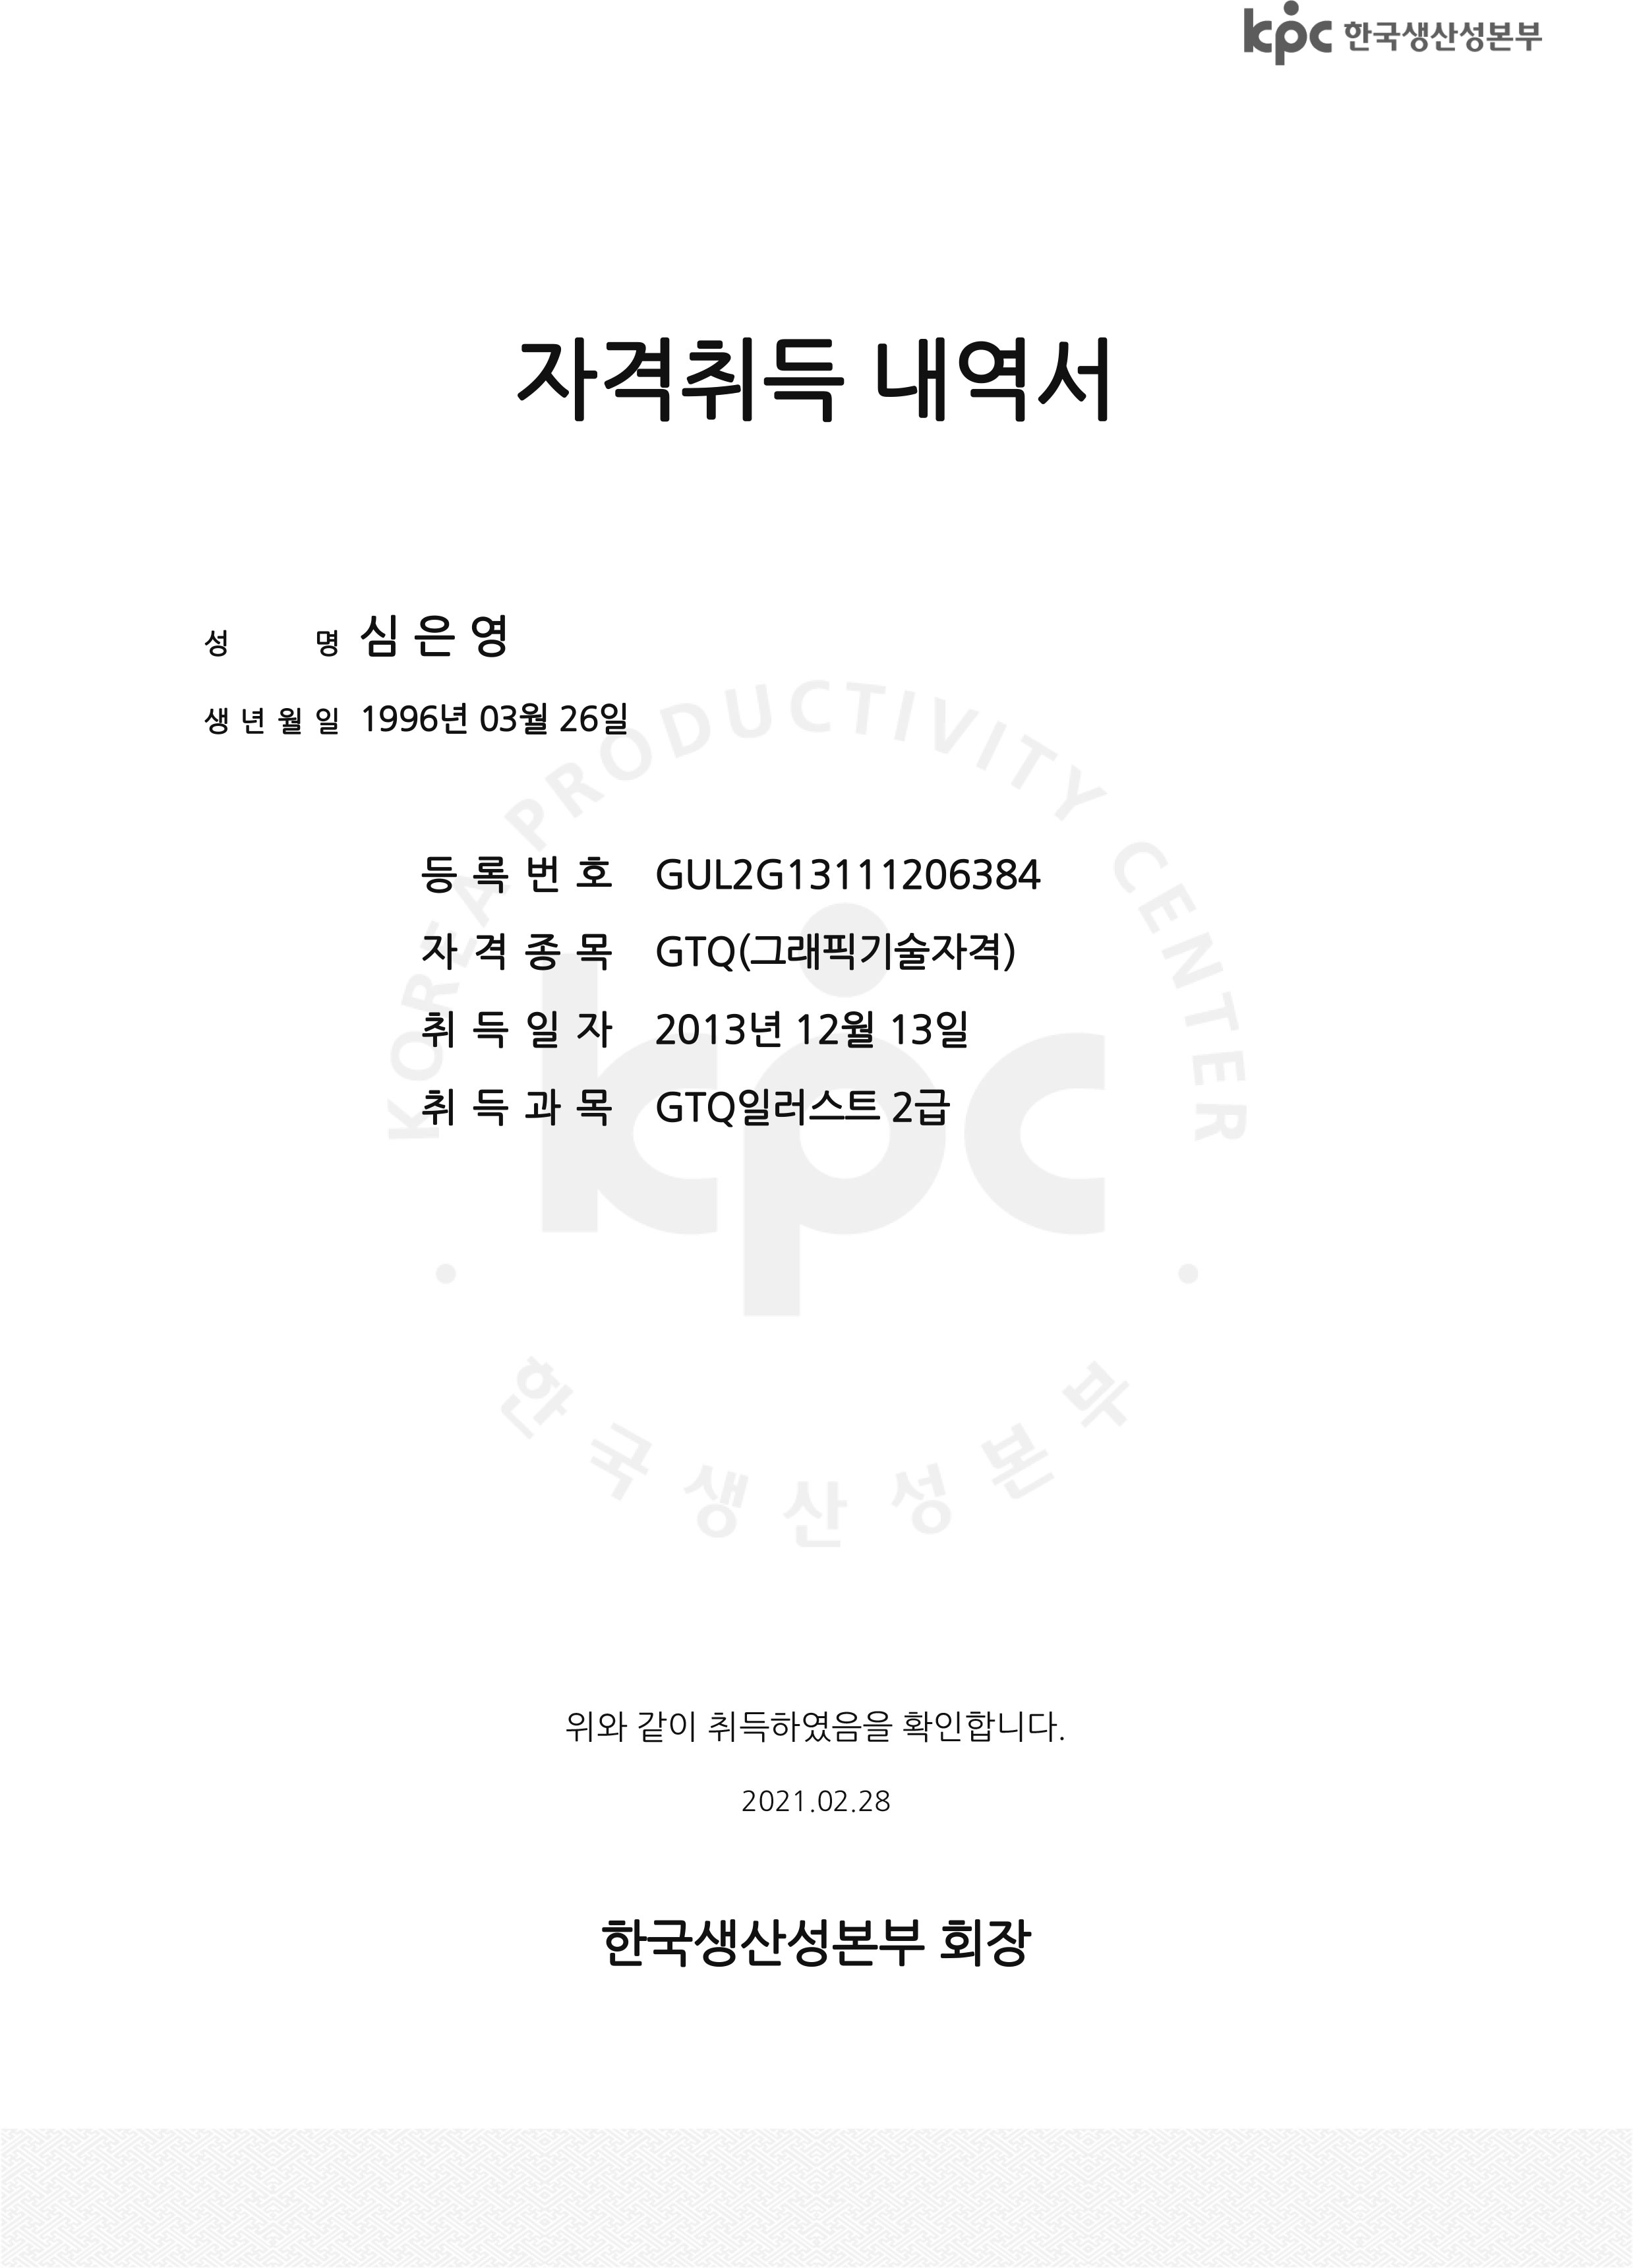 kpc 한국생산성본부
자격취득 내역서
성 명 심은영
생년월일 1996년 03월 26일
KOREA PRODUCTIVITY CENTER
등록번호 GUL2G13111206384
자격종목 GTQ(그래픽기술자격)
취득일자 2013년 12월 13일
취득과목 GTQ일러스트 2급
kpc
한국생산성본부
위와 같이 취득하였음을 확인합니다.
2021.02.28
한국생산성본부 회장